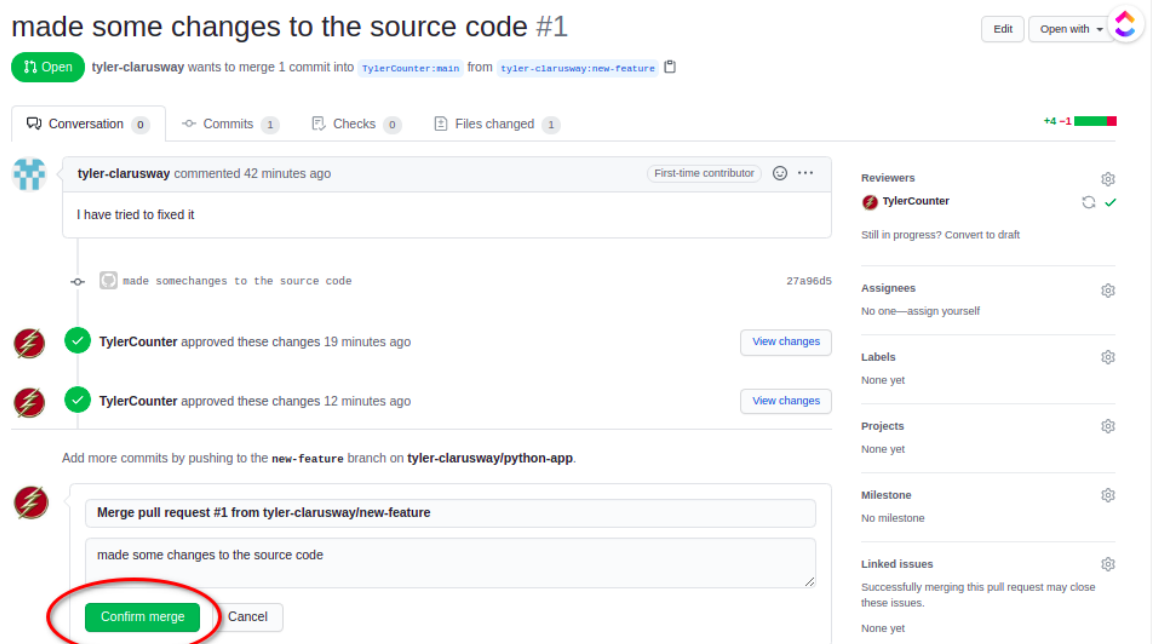 made some changes to the source code #1
Edit
Open with
Open
tyler-clarusway wants to merge 1 commit into TylerCounter:main from tyler-clarusway:new-feature
Conversation 0
Commits 1
Checks 0
Files changed 1
+4 −1
tyler-clarusway commented 42 minutes ago
First-time contributor
I have tried to fixed it
made somechanges to the source code
27a96d5
TylerCounter approved these changes 19 minutes ago
View changes
TylerCounter approved these changes 12 minutes ago
View changes
Add more commits by pushing to the new-feature branch on tyler-clarusway/python-app.
Merge pull request #1 from tyler-clarusway/new-feature
made some changes to the source code
Confirm merge
Cancel
Reviewers
TylerCounter
Still in progress? Convert to draft
Assignees
No one—assign yourself
Labels
None yet
Projects
None yet
Milestone
No milestone
Linked issues
Successfully merging this pull request may close
these issues.
None yet